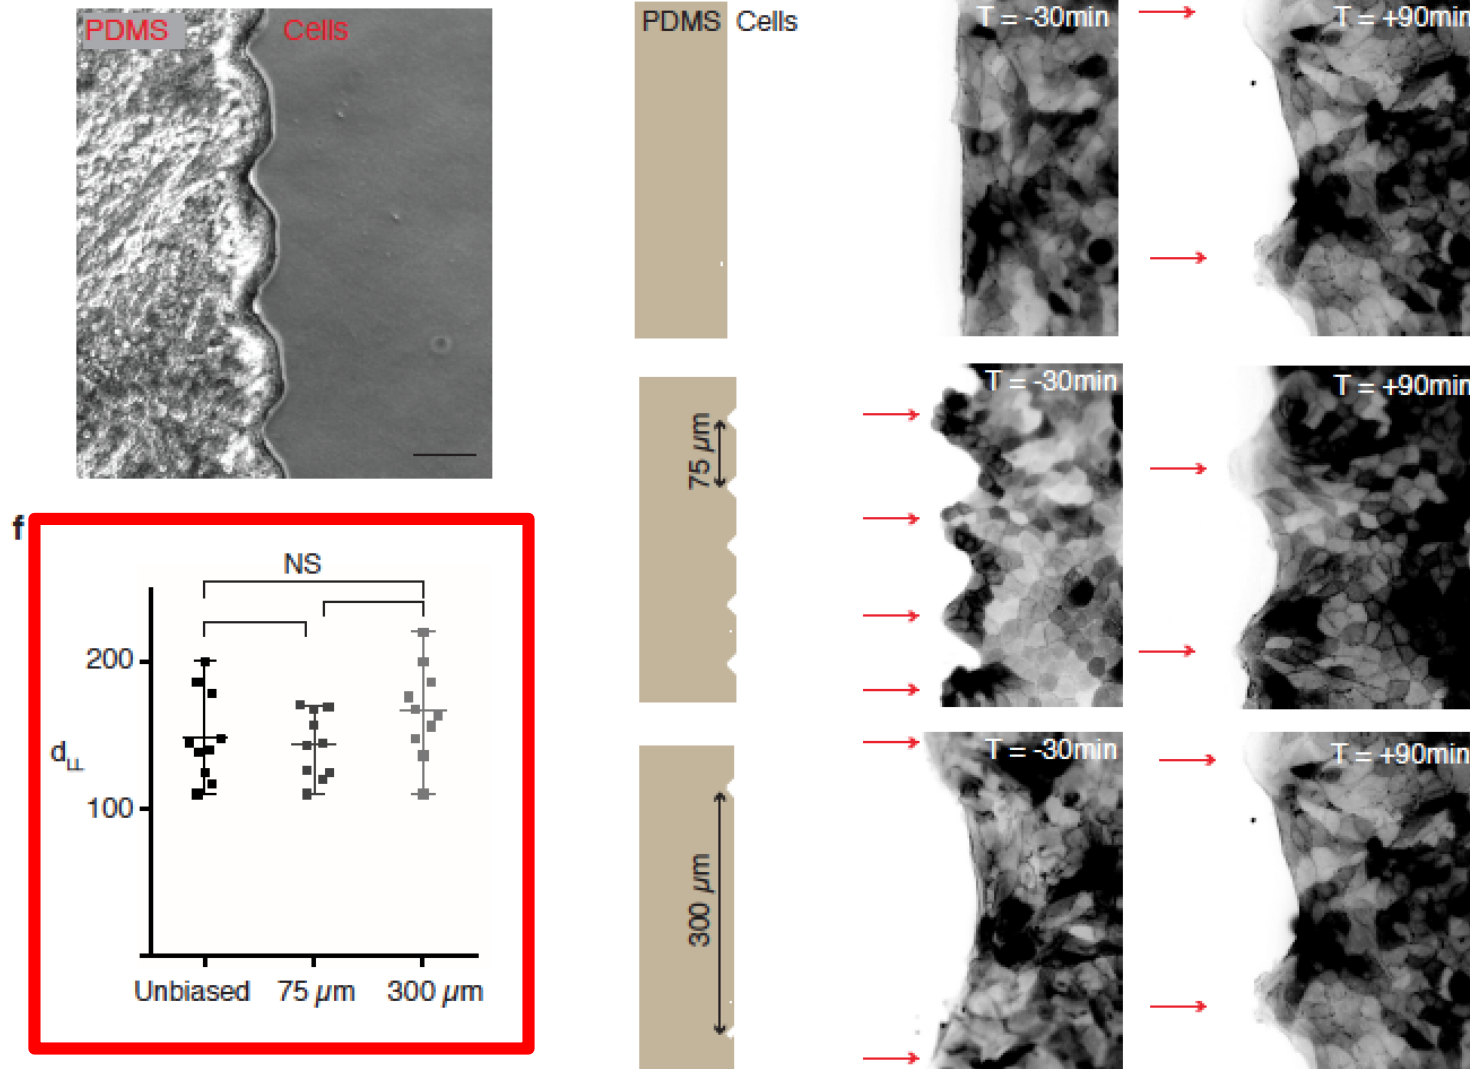 PDMS Cells
PDMS Cells
T = -30min
T = +90min
75 µm
T = -30min
T = +90min
300 µm
T = -30min
T = +90min
f
NS
200
dF
100
Unbiased 75 µm 300 µm